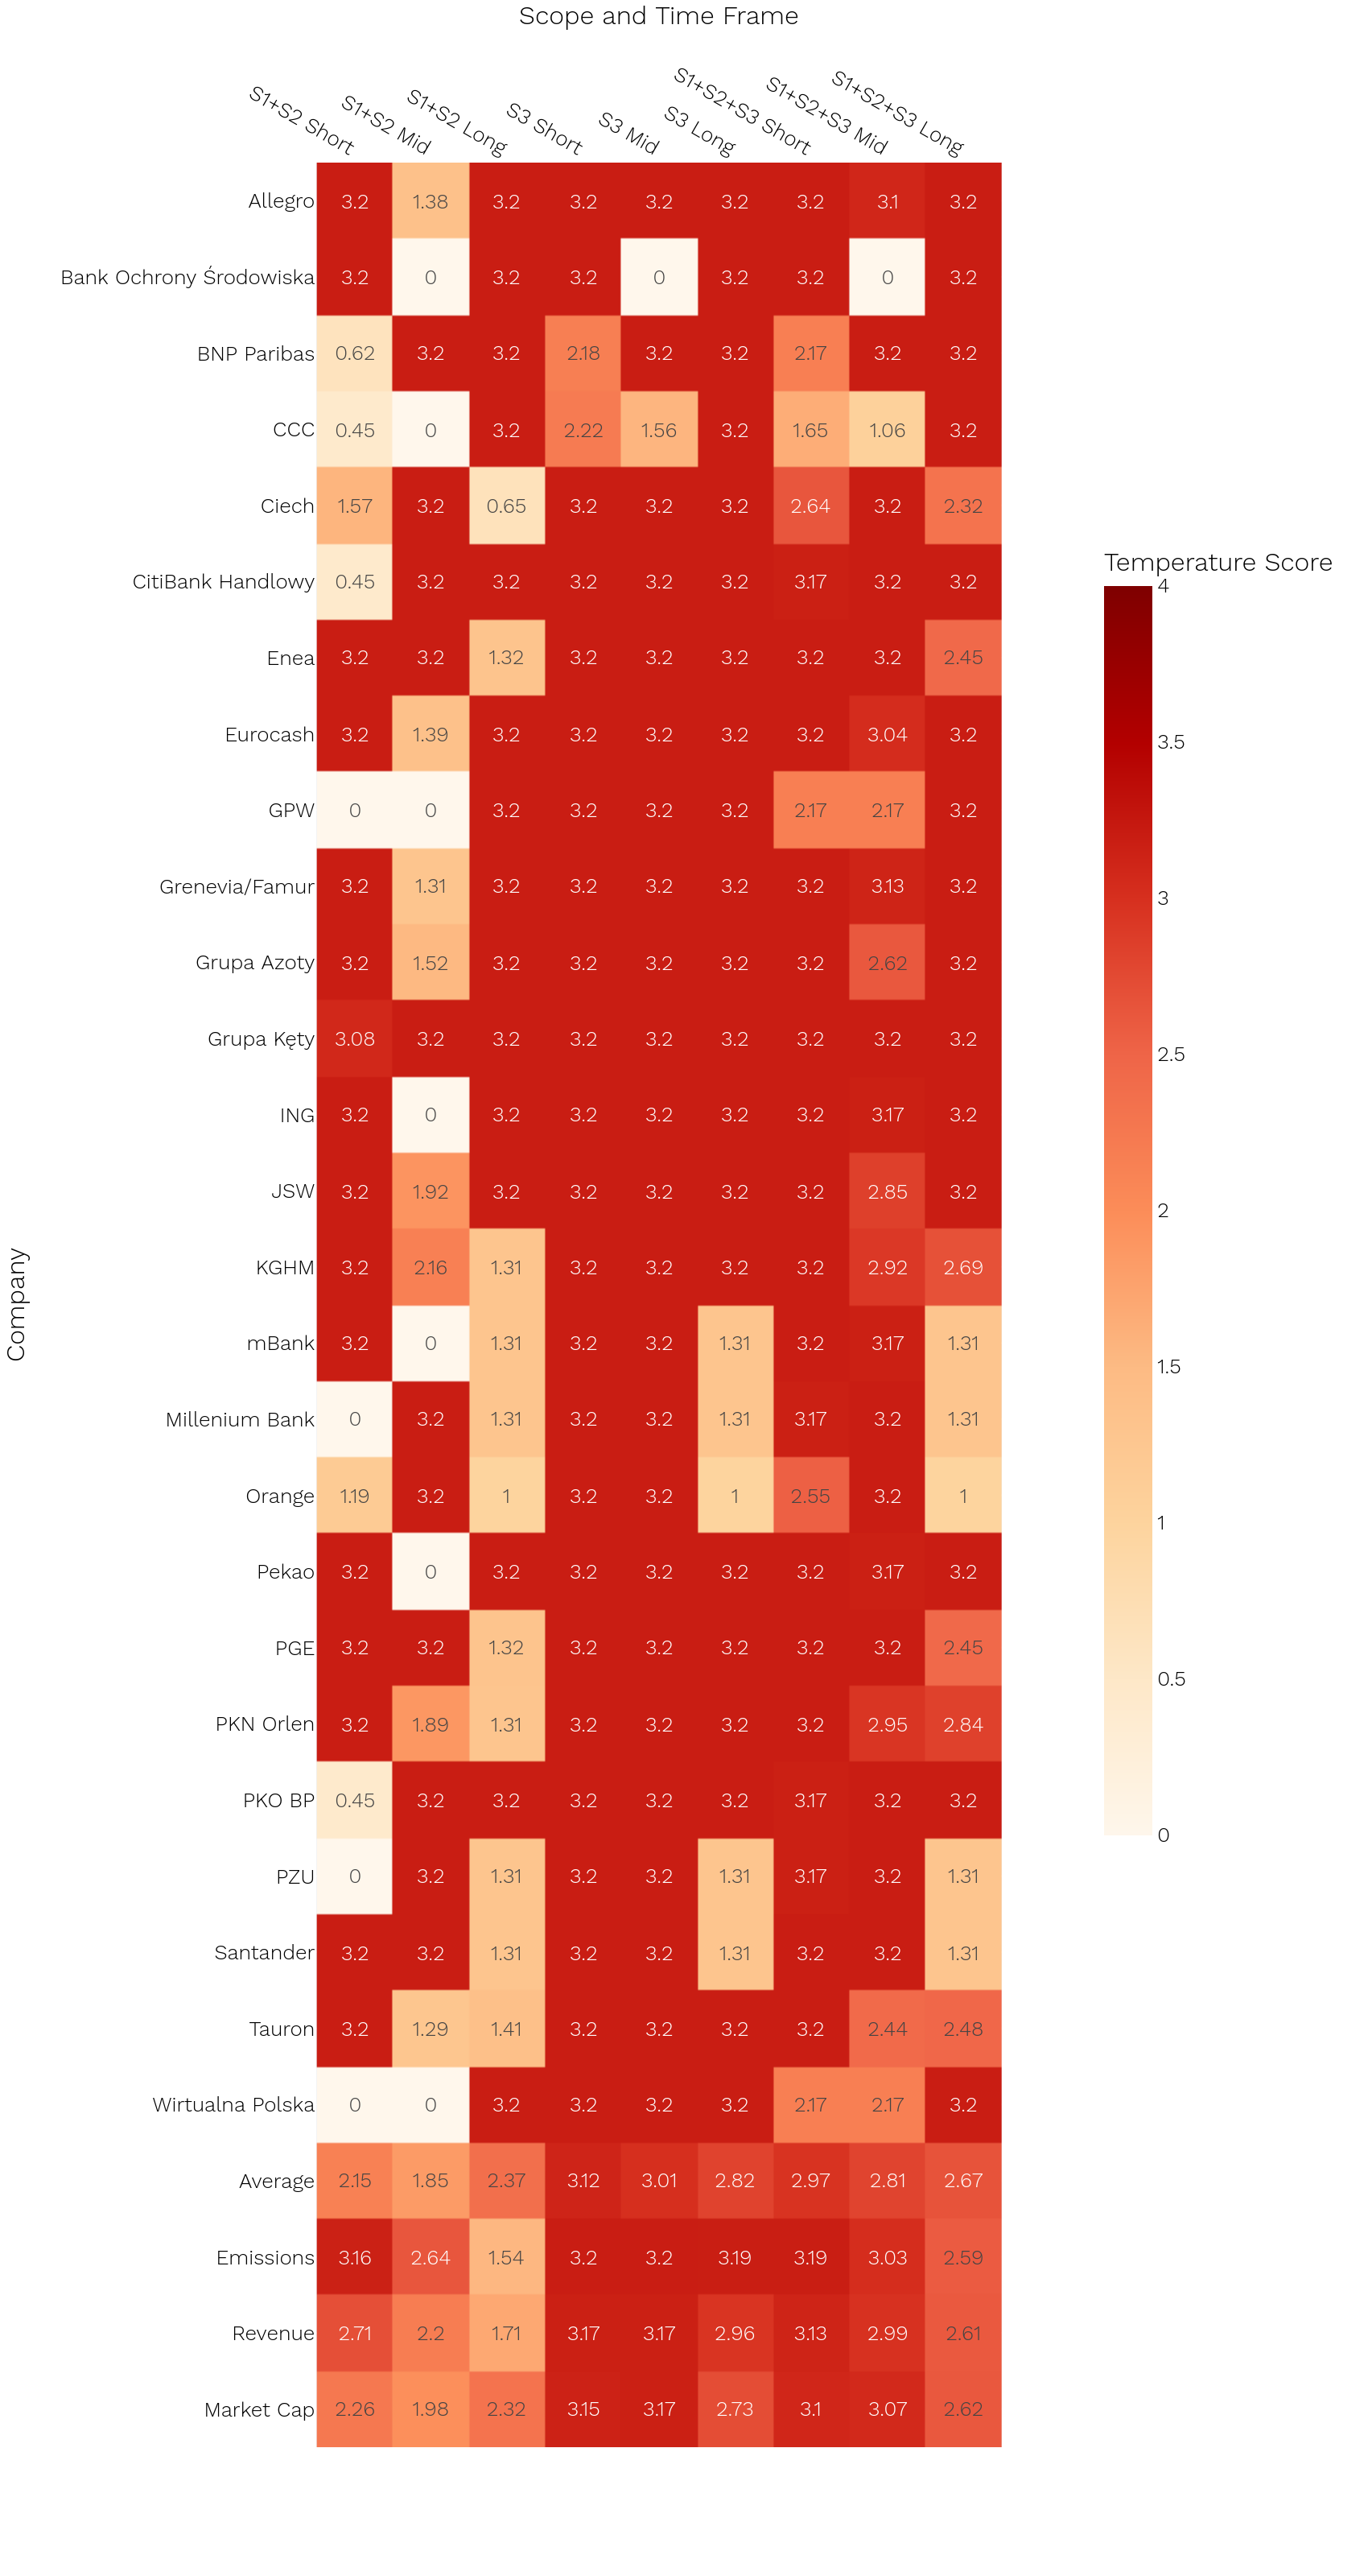 Scope and Time Frame
S1+S2 Short S1+S2 Mid S1+S2 Long S3 Short S3 Mid S3 Long S1+S2+S3 Short S1+S2+S3 Mid S1+S2+S3 Long
Allegro 3.2 1.38 3.2 3.2 3.2 3.2 3.2 3.1 3.2
Bank Ochrony Środowiska 3.2 0 3.2 3.2 0 3.2 3.2 0 3.2
BNP Paribas 0.62 3.2 3.2 2.18 3.2 3.2 2.17 3.2 3.2
CCC 0.45 0 3.2 2.22 1.56 3.2 1.65 1.06 3.2
Ciech 1.57 3.2 0.65 3.2 3.2 3.2 2.64 3.2 2.32
CitiBank Handlowy 0.45 3.2 3.2 3.2 3.2 3.2 3.17 3.2 3.2
Enea 3.2 3.2 1.32 3.2 3.2 3.2 3.2 3.2 2.45
Eurocash 3.2 1.39 3.2 3.2 3.2 3.2 3.2 3.04 3.2
GPW 0 0 3.2 3.2 3.2 3.2 2.17 2.17 3.2
Grenevia/Famur 3.2 1.31 3.2 3.2 3.2 3.2 3.2 3.13 3.2
Grupa Azoty 3.2 1.52 3.2 3.2 3.2 3.2 3.2 2.62 3.2
Grupa Kęty 3.08 3.2 3.2 3.2 3.2 3.2 3.2 3.2 3.2
ING 3.2 0 3.2 3.2 3.2 3.2 3.2 3.17 3.2
JSW 3.2 1.92 3.2 3.2 3.2 3.2 3.2 2.85 3.2
KGHM 3.2 2.16 1.31 3.2 3.2 3.2 3.2 2.92 2.69
mBank 3.2 0 1.31 3.2 3.2 1.31 3.2 3.17 1.31
Millenium Bank 0 3.2 1.31 3.2 3.2 1.31 3.17 3.2 1.31
Orange 1.19 3.2 1 3.2 3.2 1 2.55 3.2 1
Pekao 3.2 0 3.2 3.2 3.2 3.2 3.2 3.17 3.2
PGE 3.2 3.2 1.32 3.2 3.2 3.2 3.2 3.2 2.45
PKN Orlen 3.2 1.89 1.31 3.2 3.2 3.2 3.2 2.95 2.84
PKO BP 0.45 3.2 3.2 3.2 3.2 3.2 3.17 3.2 3.2
PZU 0 3.2 1.31 3.2 3.2 1.31 3.17 3.2 1.31
Santander 3.2 3.2 1.31 3.2 3.2 1.31 3.2 3.2 1.31
Tauron 3.2 1.29 1.41 3.2 3.2 3.2 3.2 2.44 2.48
Wirtualna Polska 0 0 3.2 3.2 3.2 3.2 2.17 2.17 3.2
Average 2.15 1.85 2.37 3.12 3.01 2.82 2.97 2.81 2.67
Emissions 3.16 2.64 1.54 3.2 3.2 3.19 3.19 3.03 2.59
Revenue 2.71 2.2 1.71 3.17 3.17 2.96 3.13 2.99 2.61
Market Cap 2.26 1.98 2.32 3.15 3.17 2.73 3.1 3.07 2.62
Company
Temperature Score
4
3.5
3
2.5
2
1.5
1
0.5
0